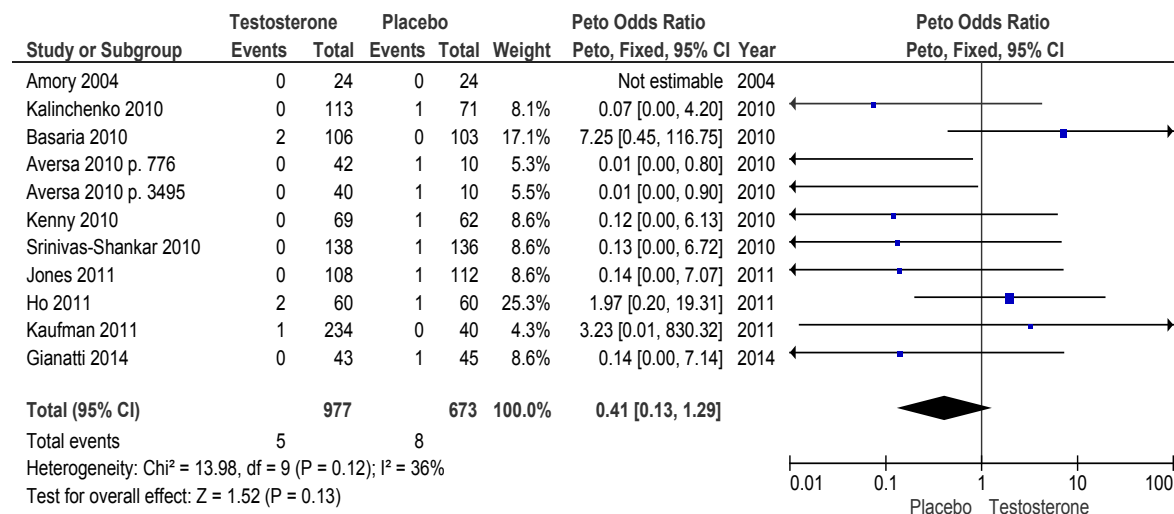 Testosterone Placebo Peto Odds Ratio Peto Odds Ratio
Study or Subgroup Events Total Events Total Weight Peto, Fixed, 95% CI Year Peto, Fixed, 95% CI
Amory 2004 0 24 0 24 Not estimable 2004
Kalinchenko 2010 0 113 1 71 8.1% 0.07 [0.00, 4.20] 2010
Basaria 2010 2 106 0 103 17.1% 7.25 [0.45, 116.75] 2010
Aversa 2010 p. 776 0 42 1 10 5.3% 0.01 [0.00, 0.80] 2010
Aversa 2010 p. 3495 0 40 1 10 5.5% 0.01 [0.00, 0.90] 2010
Kenny 2010 0 69 1 62 8.6% 0.12 [0.00, 6.13] 2010
Srinivas-Shankar 2010 0 138 1 136 8.6% 0.13 [0.00, 6.72] 2010
Jones 2011 0 108 1 112 8.6% 0.14 [0.00, 7.07] 2011
Ho 2011 2 60 1 60 25.3% 1.97 [0.20, 19.31] 2011
Kaufman 2011 1 234 0 40 4.3% 3.23 [0.01, 830.32] 2011
Gianatti 2014 0 43 1 45 8.6% 0.14 [0.00, 7.14] 2014
Total (95% CI) 977 673 100.0% 0.41 [0.13, 1.29]
Total events 5 8
Heterogeneity: Chi² = 13.98, df = 9 (P = 0.12); I² = 36%
Test for overall effect: Z = 1.52 (P = 0.13)
0.01 0.1 1 10 100
Placebo Testosterone